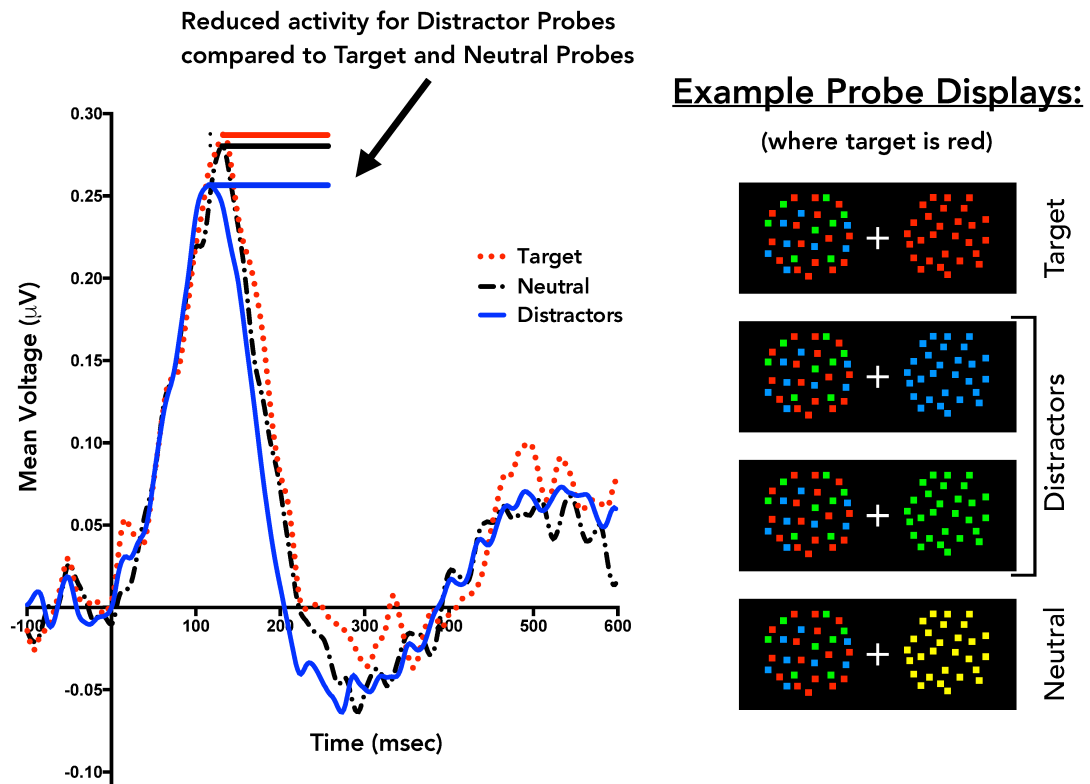 Reduced activity for Distractor Probes
compared to Target and Neutral Probes
Example Probe Displays:
(where target is red)
0.30
0.25
0.20
0.15
0.10
0.05
-0.05
-0.10
Mean Voltage (μV)
-100
0
100
200
300
400
500
600
Time (msec)
Target
Neutral
Distractors
Target
Distractors
Neutral